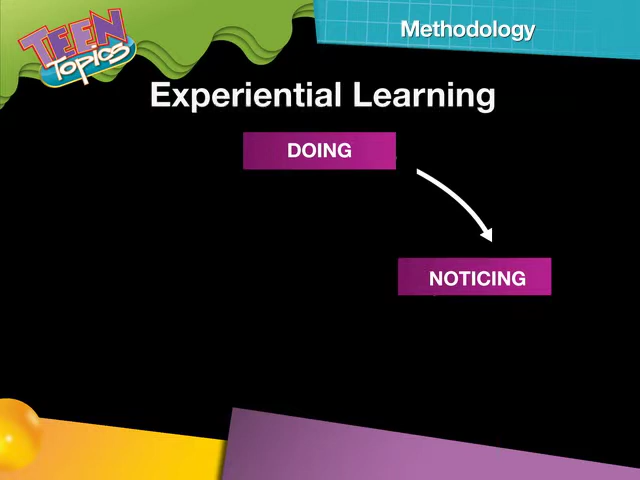 TEEN
Topics
Methodology
Experiential Learning
DOING
NOTICING